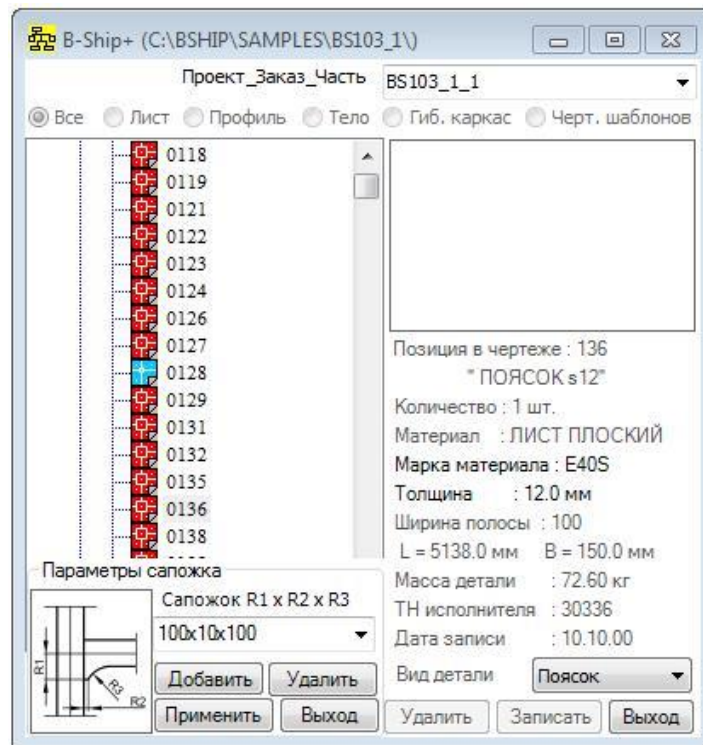 B-Ship+ (C:\BSHIP\SAMPLES\BS103_1\)
Проект_Заказ_Часть BS103_1_1
Все Лист Профиль Тело Гиб. каркас Черт. шаблонов
0118
0119
0121
0122
0123
0124
0126
0127
0128
0129
0131
0132
0135
0136
0138
Позиция в чертеже : 136
" ПОЯСОК s12"
Количество : 1 шт.
Материал : ЛИСТ ПЛОСКИЙ
Марка материала : E40S
Толщина : 12.0 мм
Ширина полосы : 100
L = 5138.0 мм B = 150.0 мм
Масса детали : 72.60 кг
ТН исполнителя : 30336
Дата записи : 10.10.00
Вид детали Поясок
Удалить Записать Выход
Параметры сапожка
Сапожок R1 x R2 x R3
100x10x100
R1
R3
R2
Добавить Удалить
Применить Выход